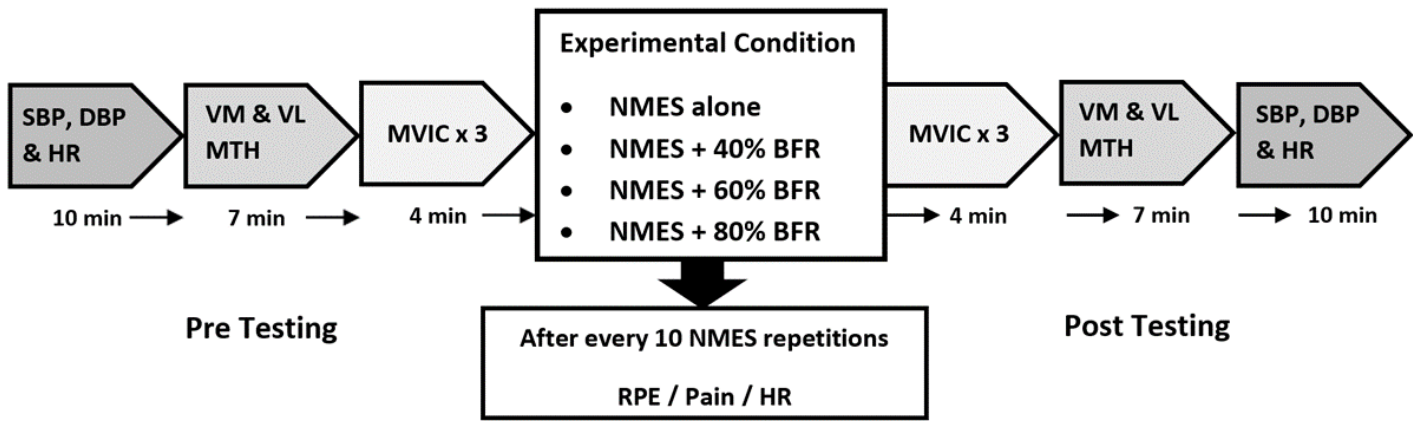 SBP, DBP
& HR
10 min
VM & VL
MTH
7 min
MVIC x 3
4 min
Pre Testing
Experimental Condition
• NMES alone
• NMES + 40% BFR
• NMES + 60% BFR
• NMES + 80% BFR
After every 10 NMES repetitions
RPE / Pain / HR
MVIC x 3
4 min
VM & VL
MTH
7 min
SBP, DBP
& HR
10 min
Post Testing